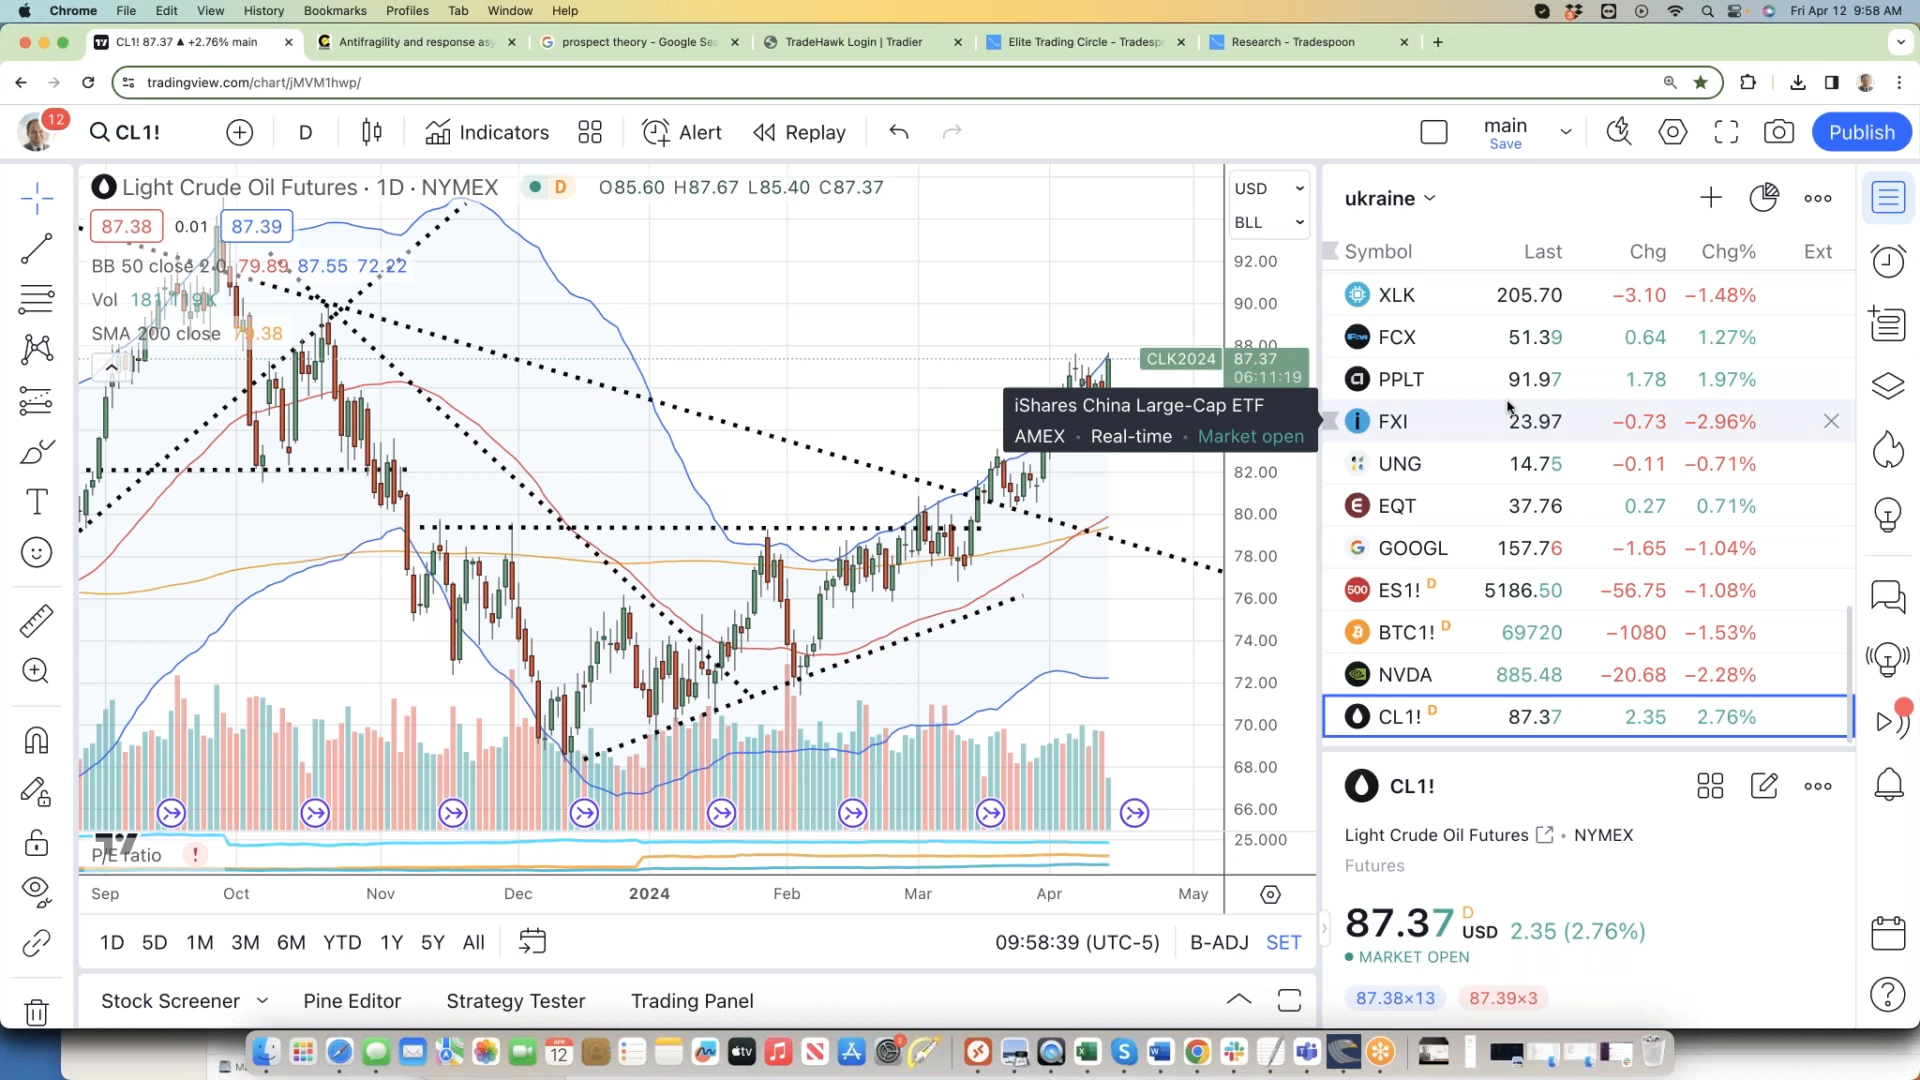 Chrome File Edit View History Bookmarks Profiles Tab Window Help Fri Apr 12 9:58 AM
CL1! 87.37 ▲ +2.76% main Antifragility and response as prospect theory - Google Sea TradeHawk Login | Tradier Elite Trading Circle - Tradespo Research - Tradespoon
tradingview.com/chart/jMVM1hwp/
12 CL1! D Indicators Alert Replay main Save Publish
Light Crude Oil Futures · 1D · NYMEX D O85.60 H87.67 L85.40 C87.37
87.38 0.01 87.39
BB 50 close 2.0 79.89 87.55 72.22
Vol 181.119K
SMA 200 close 79.38
USD
BLL
92.00
90.00
88.00
CLK2024 87.37
06:11:19
iShares China Large-Cap ETF
AMEX · Real-time · Market open
82.00
80.00
78.00
76.00
74.00
72.00
70.00
68.00
66.00
25.000
P/E ratio !
Sep Oct Nov Dec 2024 Feb Mar Apr May
1D 5D 1M 3M 6M YTD 1Y 5Y All 09:58:39 (UTC-5) B-ADJ SET
Stock Screener Pine Editor Strategy Tester Trading Panel
ukraine
Symbol Last Chg Chg% Ext
XLK 205.70 −3.10 −1.48%
FCX 51.39 0.64 1.27%
PPLT 91.97 1.78 1.97%
FXI 23.97 −0.73 −2.96%
UNG 14.75 −0.11 −0.71%
EQT 37.76 0.27 0.71%
GOOGL 157.76 −1.65 −1.04%
500 ES1! D 5186.50 −56.75 −1.08%
BTC1! D 69720 −1080 −1.53%
NVDA 885.48 −20.68 −2.28%
CL1! D 87.37 2.35 2.76%
CL1!
Light Crude Oil Futures · NYMEX
Futures
87.37 D USD 2.35 (2.76%)
MARKET OPEN
87.38×13 87.39×3
APR 12 tv